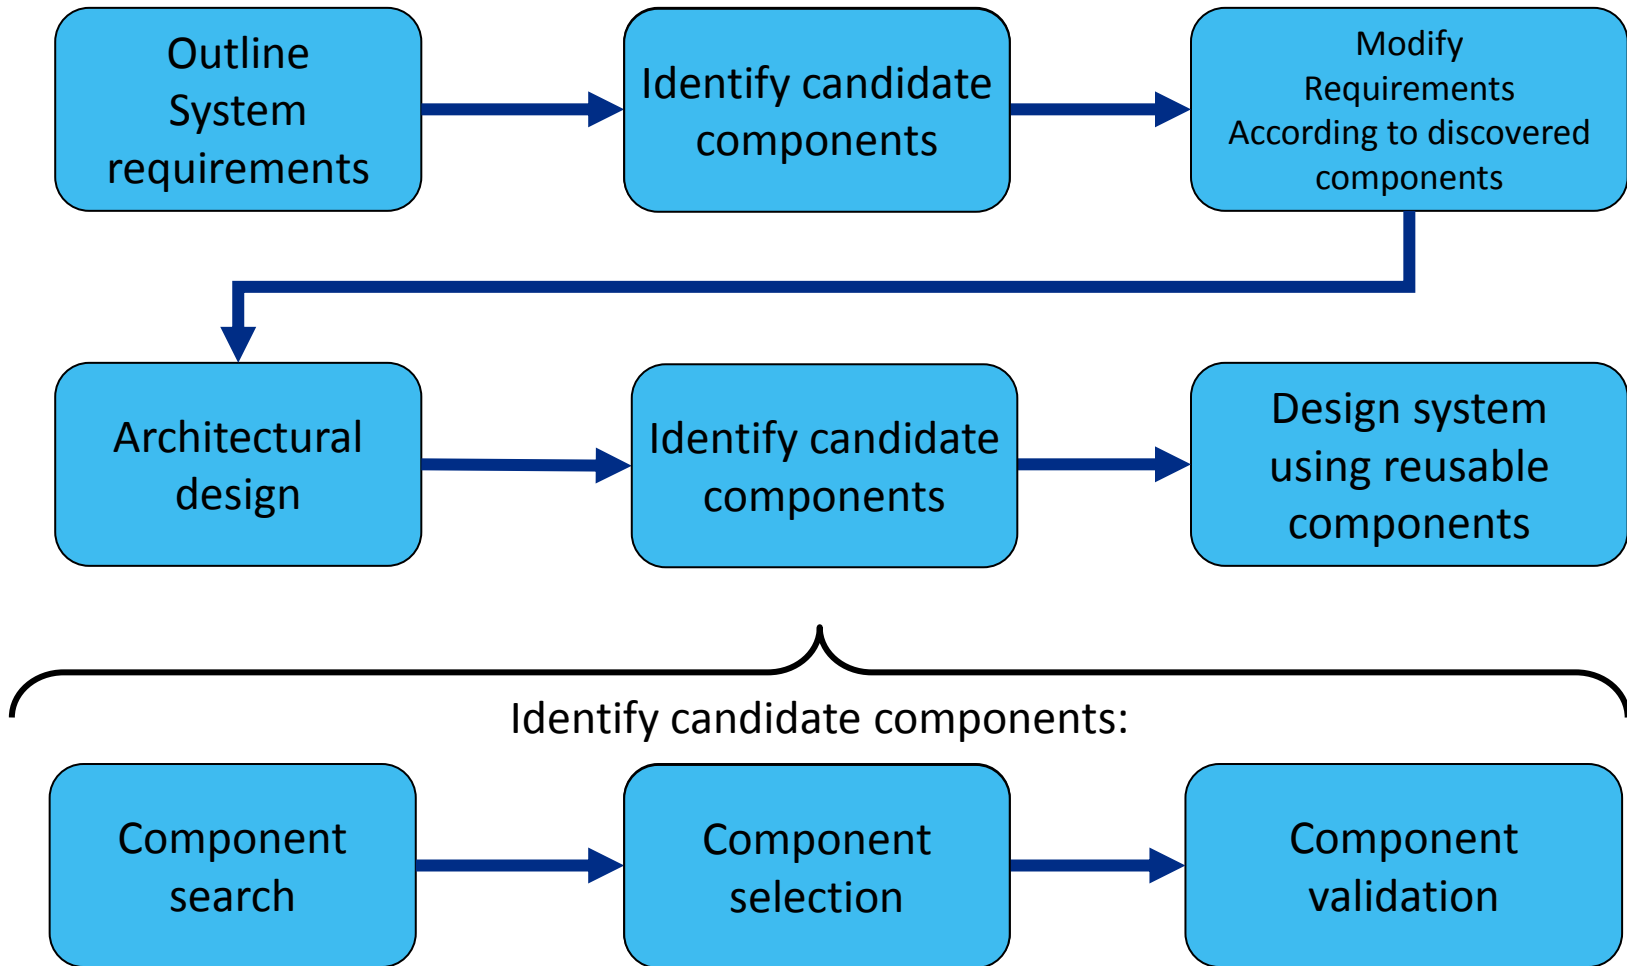 Outline
System
requirements
Identify candidate
components
Modify
Requirements
According to discovered
components
Architectural
design
Identify candidate
components
Design system
using reusable
components
Identify candidate components:
Component
search
Component
selection
Component
validation